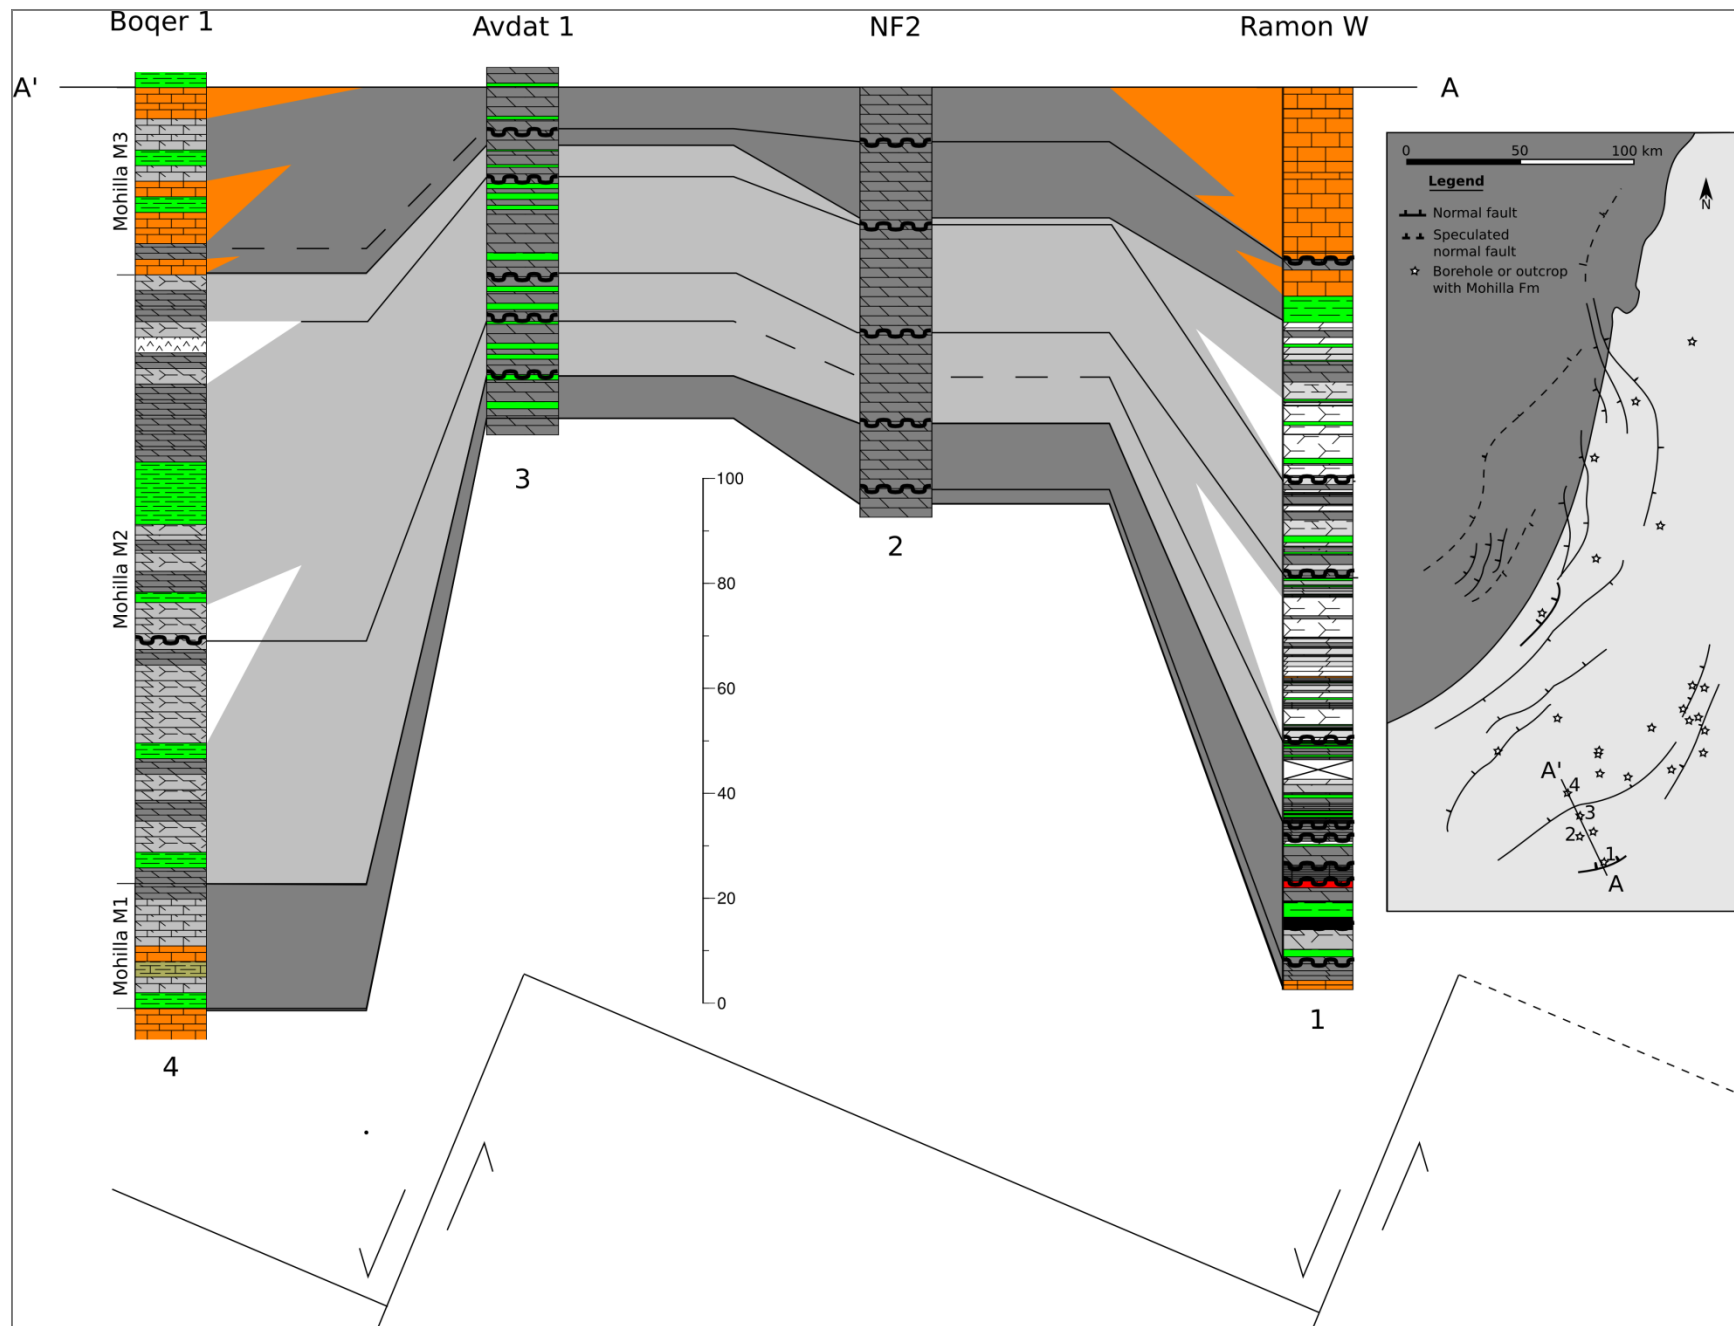 Boqer 1
Avdat 1
NF2
Ramon W
A'
A
Mohilla M3
Mohilla M2
Mohilla M1
4
3
2
1
100
80
60
40
20
0
0 50 100 km
Legend
N
Normal fault
Speculated
normal fault
Borehole or outcrop
with Mohilla Fm
A'
4
3
2
1
A